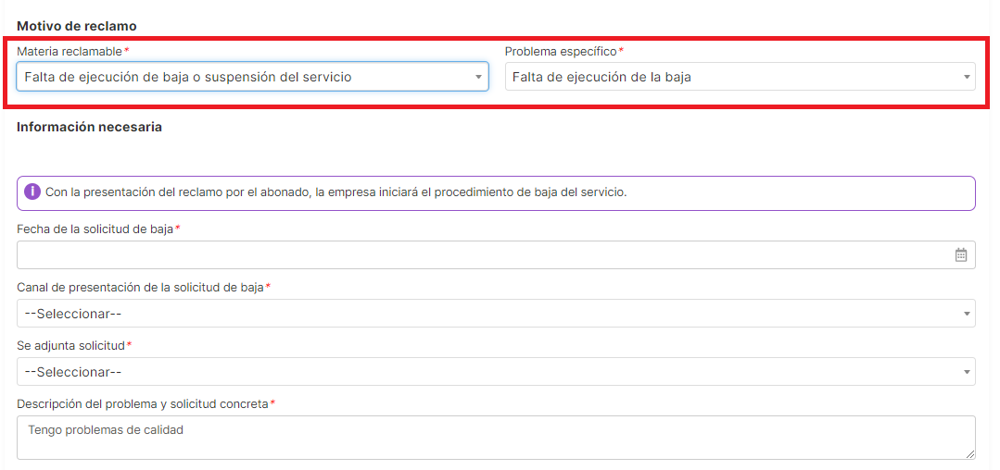 Motivo de reclamo
Materia reclamable* Problema específico*
Falta de ejecución de baja o suspensión del servicio Falta de ejecución de la baja
Información necesaria
i Con la presentación del reclamo por el abonado, la empresa iniciará el procedimiento de baja del servicio.
Fecha de la solicitud de baja*
Canal de presentación de la solicitud de baja*
--Seleccionar--
Se adjunta solicitud*
--Seleccionar--
Descripción del problema y solicitud concreta*
Tengo problemas de calidad